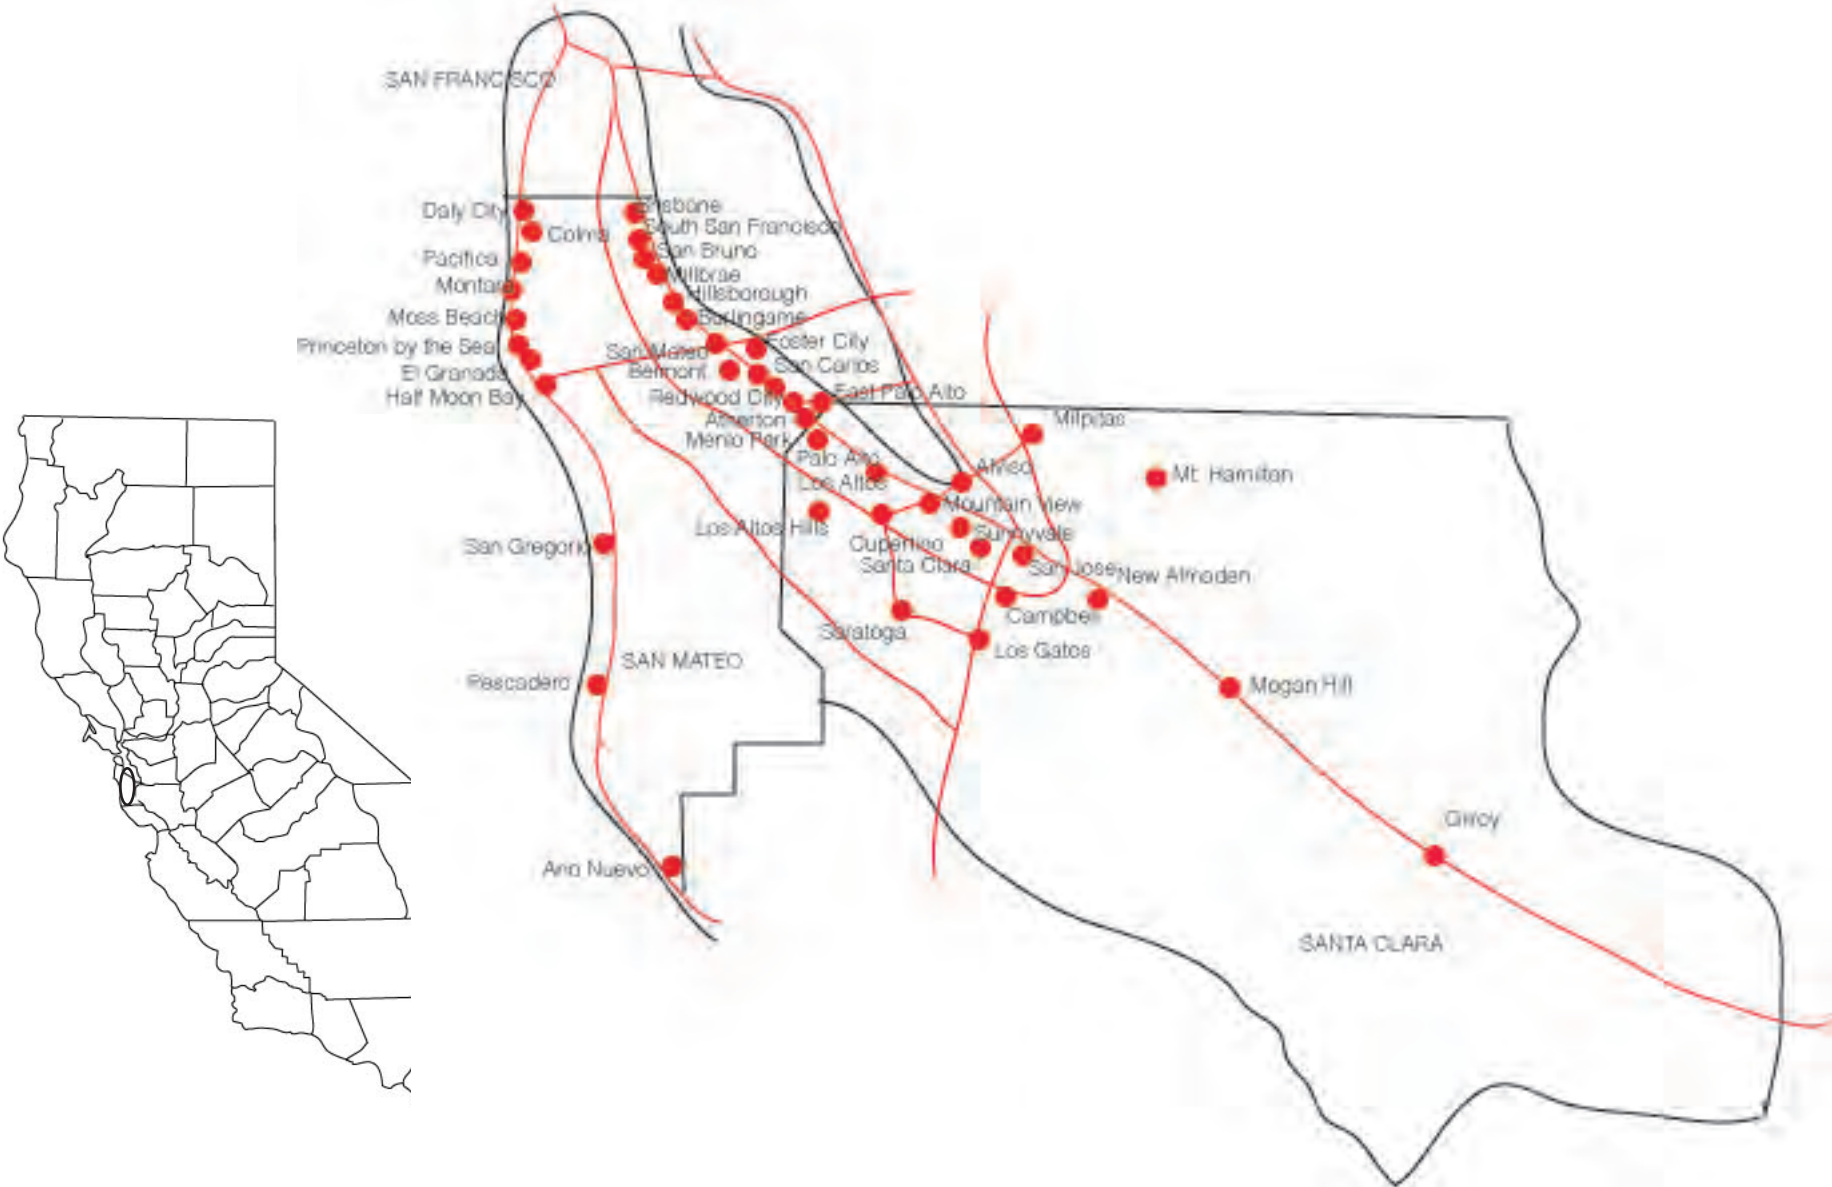 SAN FRANCISCO
Daly City
Brisbane
South San Francisco
Colma
San Bruno
Pacifica
Millbrae
Montara
Hillsborough
Moss Beach
Burlingame
Princeton by the Sea
San Mateo
Foster City
El Granada
Belmont
San Carlos
Half Moon Bay
Redwood City
East Palo Alto
Atherton
Milpitas
Menlo Park
Palo Alto
Alviso
Mt. Hamilton
Los Altos
Mountain View
Los Altos Hills
Sunnyvale
San Gregorio
Cupertino
Santa Clara
San Jose
New Almaden
Campbell
Saratoga
Los Gatos
SAN MATEO
Pescadero
Mogan Hill
Gilroy
Ano Nuevo
SANTA CLARA